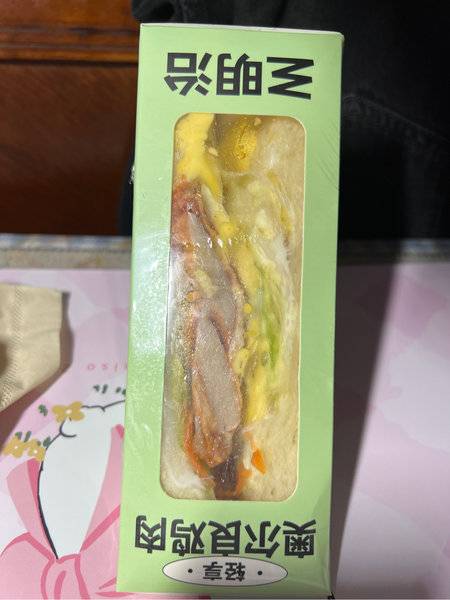 · 轻享 ·
奥尔良鸡肉
三明治